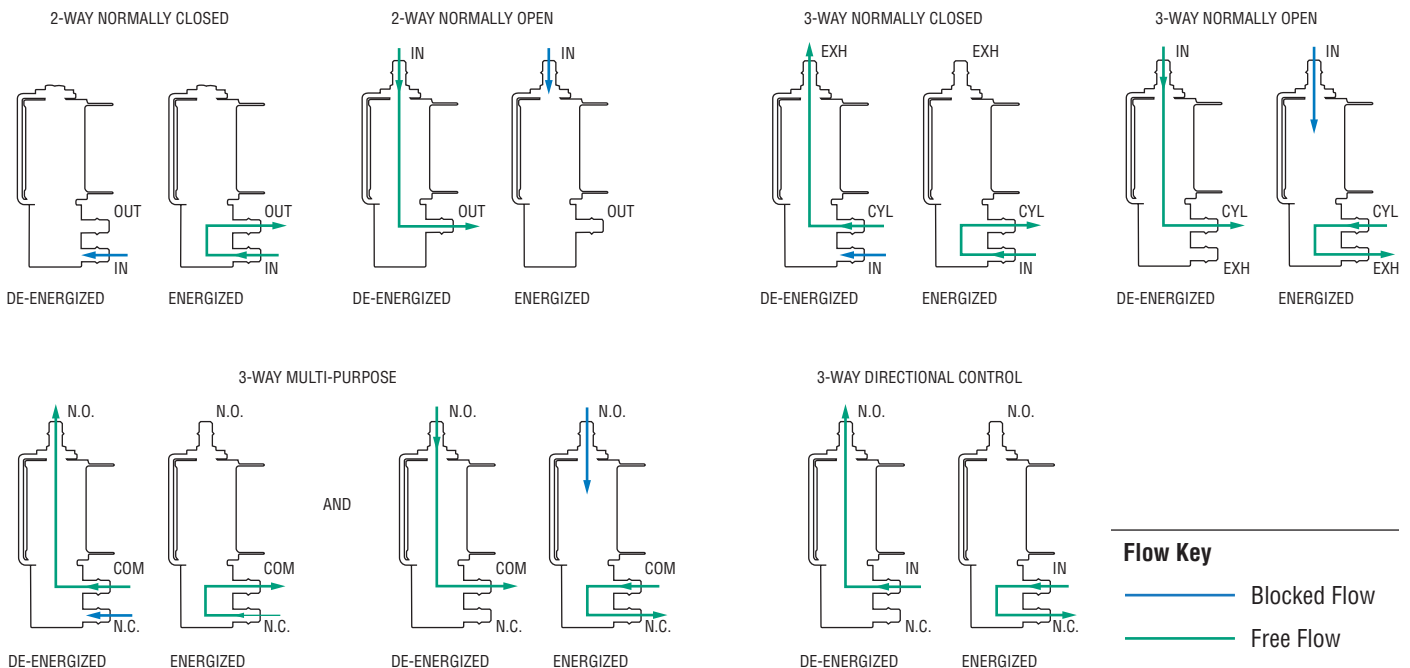 2-WAY NORMALLY CLOSED
2-WAY NORMALLY OPEN
3-WAY NORMALLY CLOSED
3-WAY NORMALLY OPEN
IN
IN
EXH
EXH
IN
IN
OUT
IN
OUT
IN
OUT
OUT
CYL
IN
CYL
IN
CYL
EXH
CYL
EXH
DE-ENERGIZED
ENERGIZED
DE-ENERGIZED
ENERGIZED
DE-ENERGIZED
ENERGIZED
DE-ENERGIZED
ENERGIZED
3-WAY MULTI-PURPOSE
3-WAY DIRECTIONAL CONTROL
N.O.
N.O.
N.O.
N.O.
N.O.
N.O.
AND
COM
N.C.
COM
N.C.
COM
N.C.
COM
N.C.
IN
N.C.
IN
N.C.
DE-ENERGIZED
ENERGIZED
DE-ENERGIZED
ENERGIZED
DE-ENERGIZED
ENERGIZED
Flow Key
Blocked Flow
Free Flow